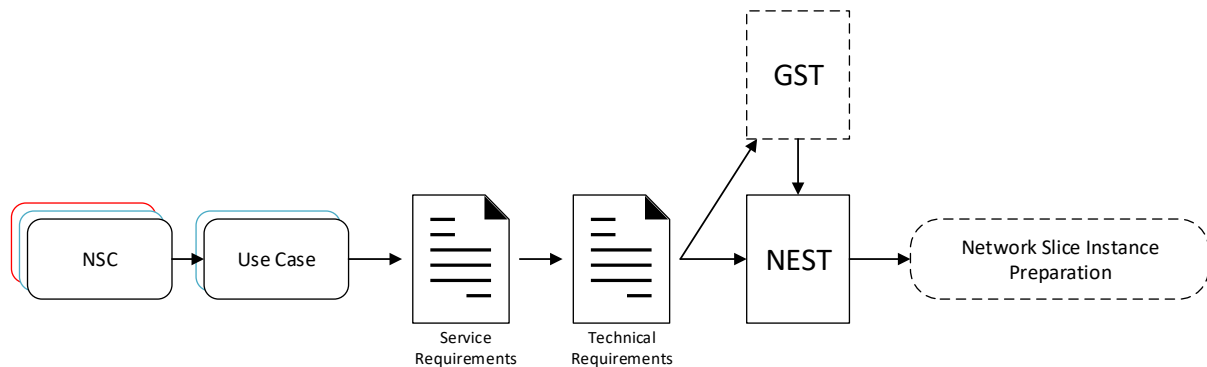 GST
NSC
Use Case
Service
Requirements
Technical
Requirements
NEST
Network Slice Instance
Preparation